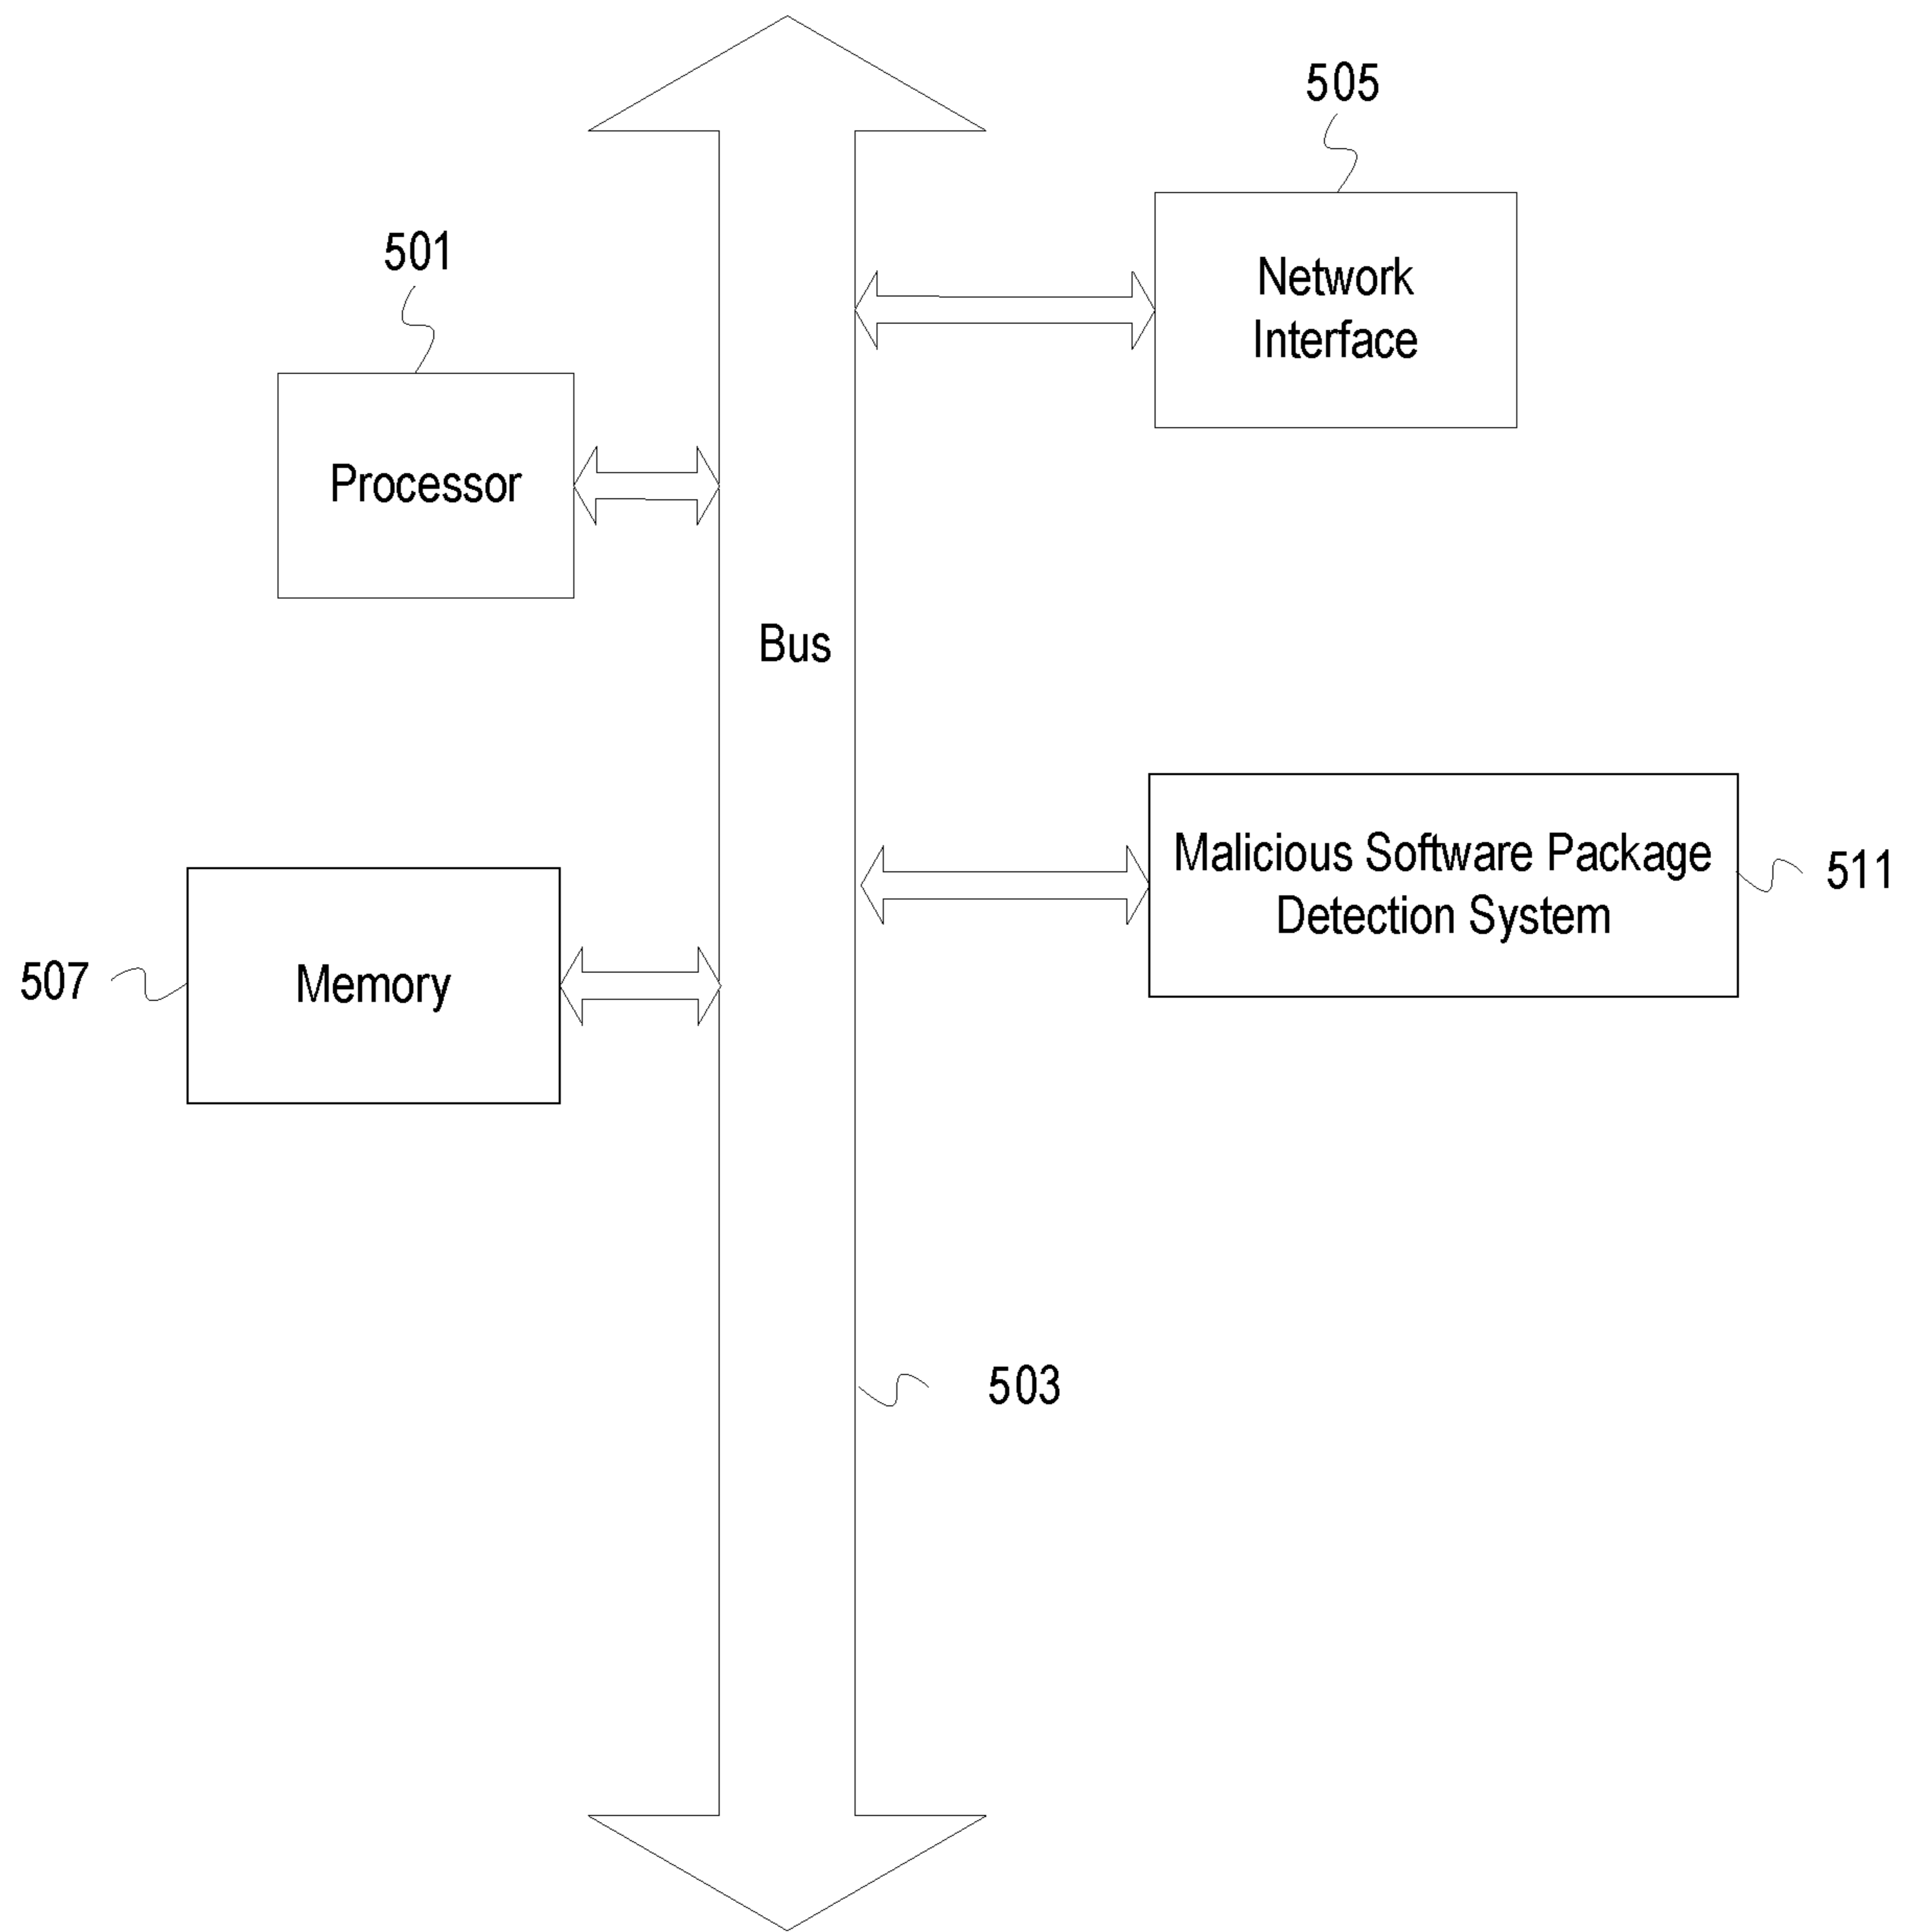 505
Network
Interface
501
Processor
Bus
Malicious Software Package
Detection System
511
507
Memory
503